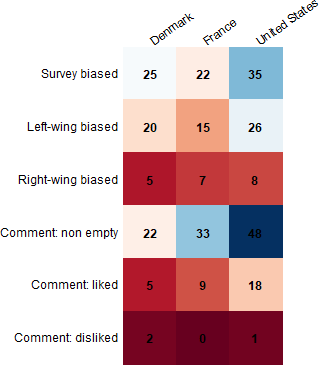 Denmark France United States
Survey biased 25 22 35
Left-wing biased 20 15 26
Right-wing biased 5 7 8
Comment: non empty 22 33 48
Comment: liked 5 9 18
Comment: disliked 2 0 1